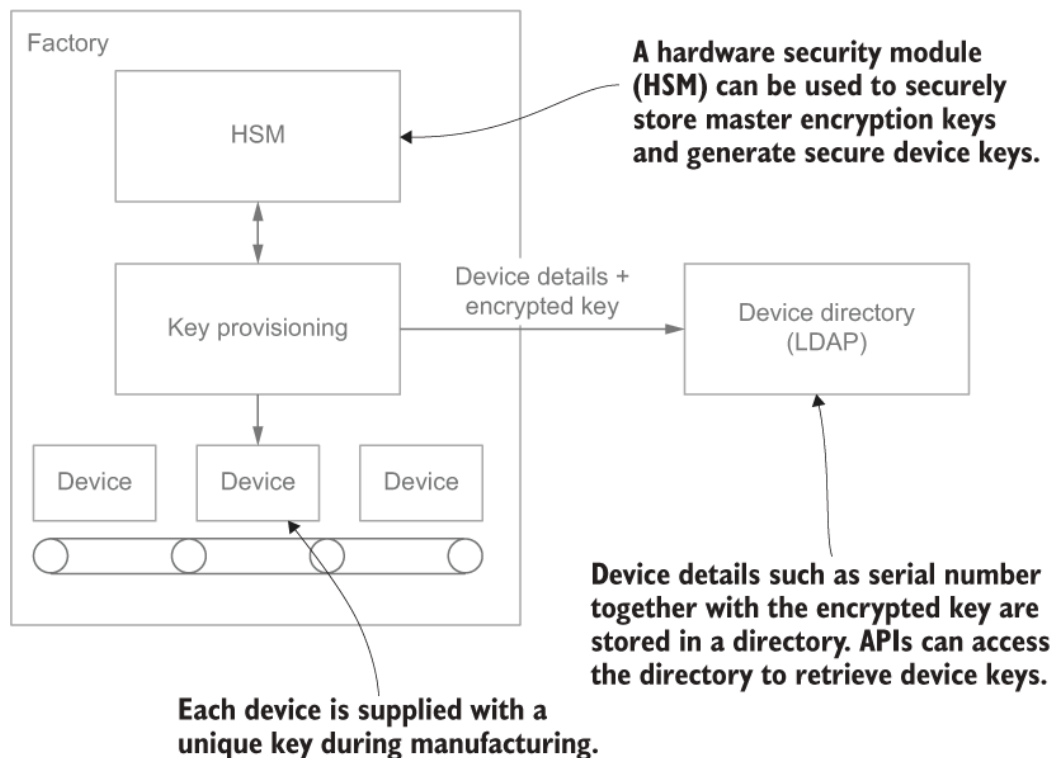 Factory
A hardware security module
(HSM) can be used to securely
store master encryption keys
and generate secure device keys.
HSM
Device details +
encrypted key
Key provisioning
Device directory
(LDAP)
Device
Device
Device
Device details such as serial number
together with the encrypted key are
stored in a directory. APIs can access
the directory to retrieve device keys.
Each device is supplied with a
unique key during manufacturing.